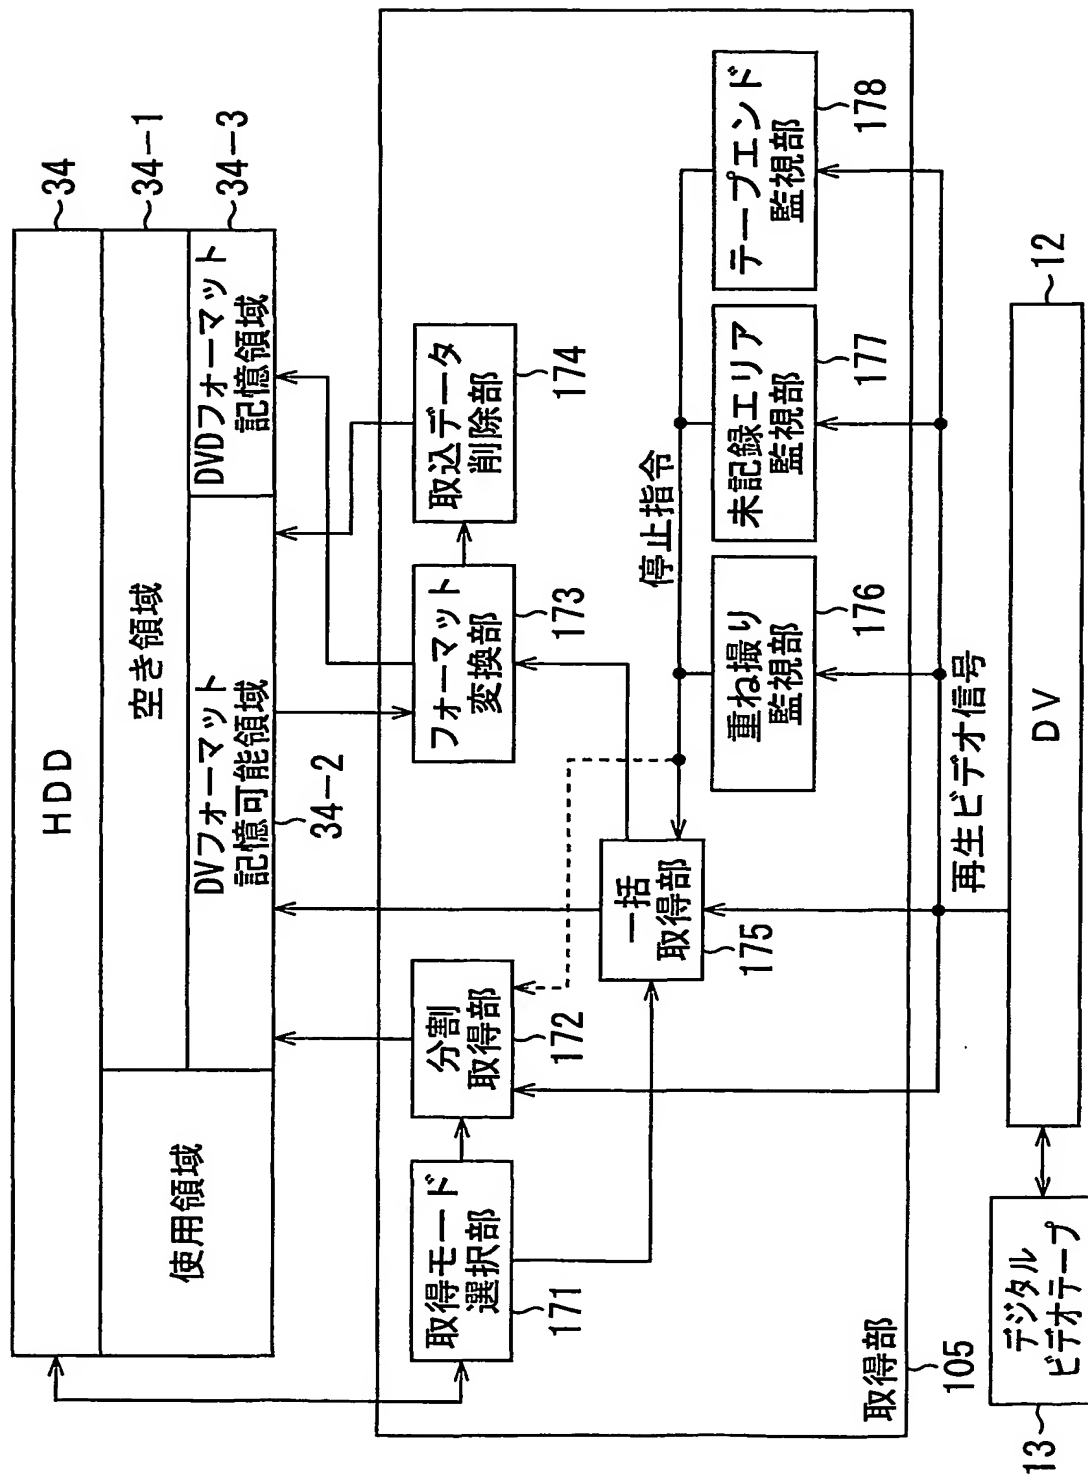 HDD
~34
空き領域
~34-1
使用領域
DVフォーマット
記憶可能領域
34-2
DVDフォーマット
記憶領域
~34-3
取得モード
選択部
171
分割
取得部
172
フォーマット
変換部
173
取込データ
削除部
174
一括
取得部
175
停止指令
重ね撮り
監視部
176
未記録エリア
監視部
177
テープエンド
監視部
178
取得部
105
再生ビデオ信号
デジタル
ビデオテープ
13~
DV
~12